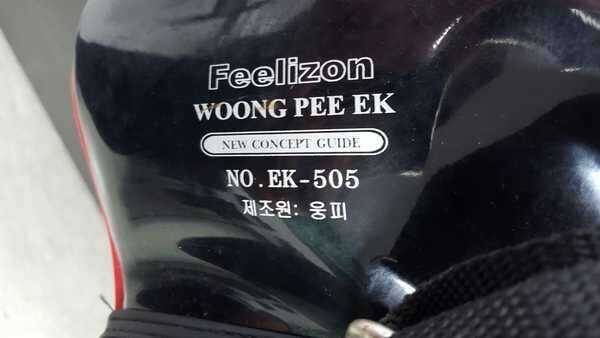 Feelizon
WOONG PEE EK
NEW CONCEPT GUIDE
NO.EK-505
제조원: 웅피